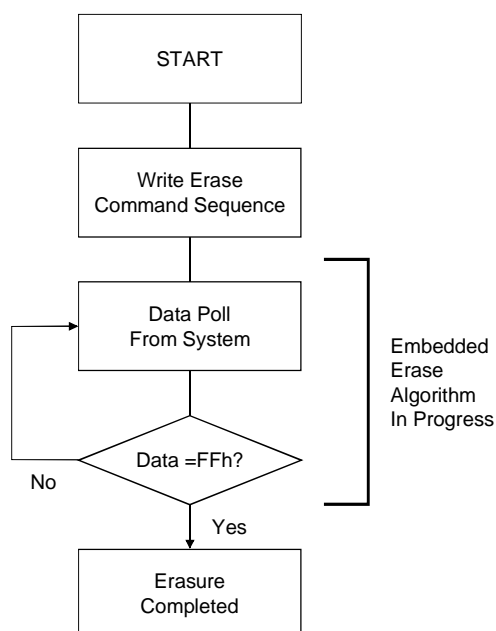 START
Write Erase
Command Sequence
Data Poll
From System
Embedded
Erase
Algorithm
In Progress
Data =FFh?
No
Yes
Erasure
Completed